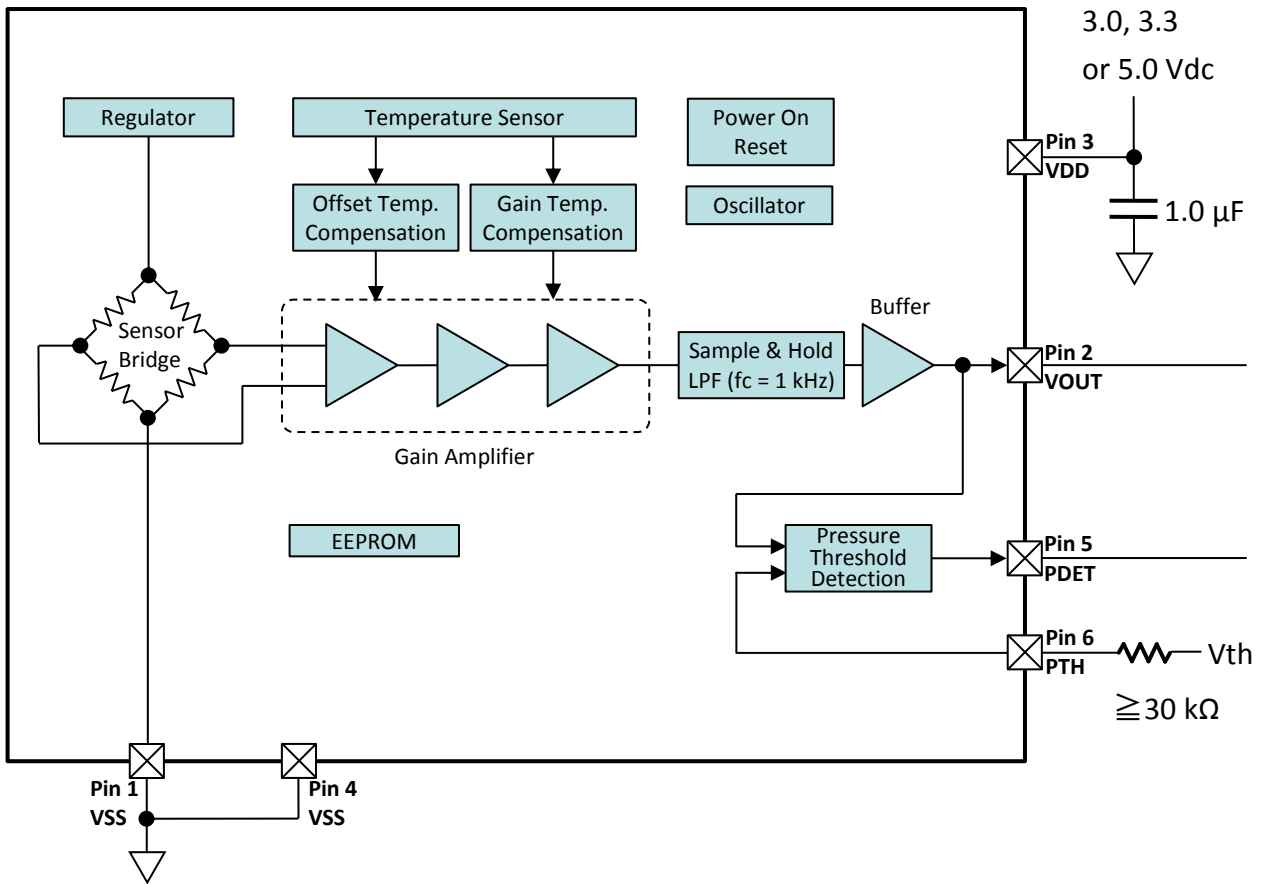 3.0, 3.3
or 5.0 Vdc
Regulator
Temperature Sensor
Power On
Reset
Pin 3
VDD
Offset Temp.
Compensation
Gain Temp.
Compensation
Oscillator
1.0 µF
Sensor
Bridge
Buffer
Sample & Hold
LPF (fc = 1 kHz)
Pin 2
VOUT
Gain Amplifier
EEPROM
Pressure
Threshold
Detection
Pin 5
PDET
Pin 6
PTH
Vth
≧30 kΩ
Pin 1
VSS
Pin 4
VSS